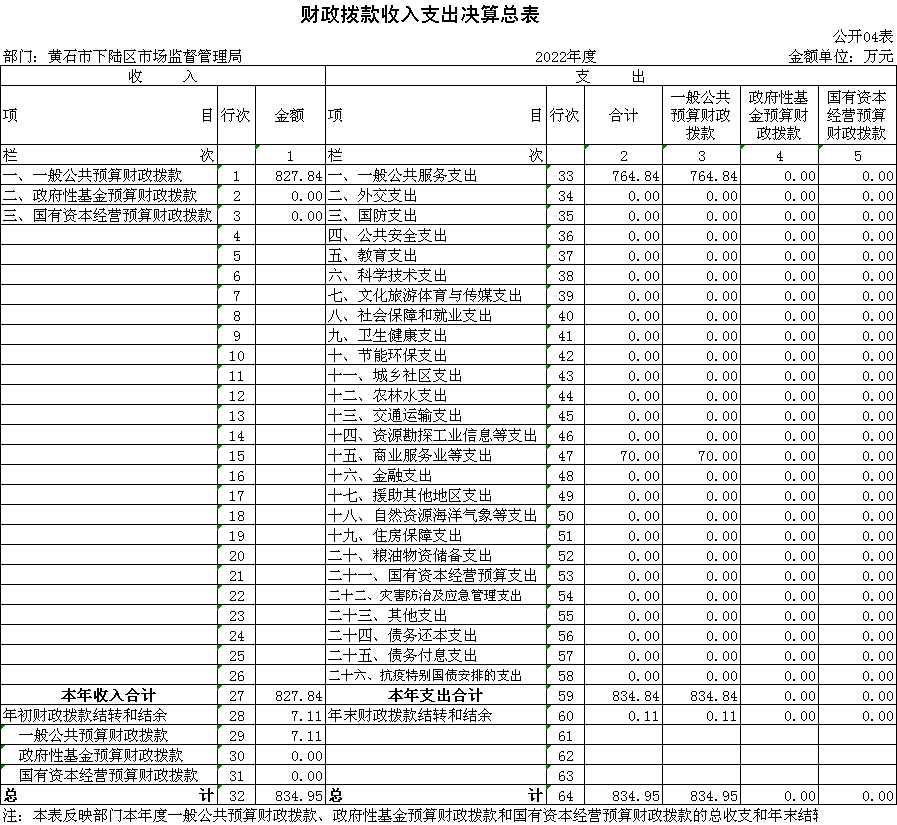 财政拨款收入支出决算总表
公开04表
部门：黄石市下陆区市场监督管理局 2022年度 金额单位：万元
收 入 支 出
项 目 行次 金额 项 目 行次 合计 一般公共预算财政拨款 政府性基金预算财政拨款 国有资本经营预算财政拨款
栏 次 1 栏 次 2 3 4 5
一、一般公共预算财政拨款 1 827.84 一、一般公共服务支出 33 764.84 764.84 0.00 0.00
二、政府性基金预算财政拨款 2 0.00 二、外交支出 34 0.00 0.00 0.00 0.00
三、国有资本经营预算财政拨款 3 0.00 三、国防支出 35 0.00 0.00 0.00 0.00
4 四、公共安全支出 36 0.00 0.00 0.00 0.00
5 五、教育支出 37 0.00 0.00 0.00 0.00
6 六、科学技术支出 38 0.00 0.00 0.00 0.00
7 七、文化旅游体育与传媒支出 39 0.00 0.00 0.00 0.00
8 八、社会保障和就业支出 40 0.00 0.00 0.00 0.00
9 九、卫生健康支出 41 0.00 0.00 0.00 0.00
10 十、节能环保支出 42 0.00 0.00 0.00 0.00
11 十一、城乡社区支出 43 0.00 0.00 0.00 0.00
12 十二、农林水支出 44 0.00 0.00 0.00 0.00
13 十三、交通运输支出 45 0.00 0.00 0.00 0.00
14 十四、资源勘探工业信息等支出 46 0.00 0.00 0.00 0.00
15 十五、商业服务业等支出 47 70.00 70.00 0.00 0.00
16 十六、金融支出 48 0.00 0.00 0.00 0.00
17 十七、援助其他地区支出 49 0.00 0.00 0.00 0.00
18 十八、自然资源海洋气象等支出 50 0.00 0.00 0.00 0.00
19 十九、住房保障支出 51 0.00 0.00 0.00 0.00
20 二十、粮油物资储备支出 52 0.00 0.00 0.00 0.00
21 二十一、国有资本经营预算支出 53 0.00 0.00 0.00 0.00
22 二十二、灾害防治及应急管理支出 54 0.00 0.00 0.00 0.00
23 二十三、其他支出 55 0.00 0.00 0.00 0.00
24 二十四、债务还本支出 56 0.00 0.00 0.00 0.00
25 二十五、债务付息支出 57 0.00 0.00 0.00 0.00
26 二十六、抗疫特别国债安排的支出 58 0.00 0.00 0.00 0.00
本年收入合计 27 827.84 本年支出合计 59 834.84 834.84 0.00 0.00
年初财政拨款结转和结余 28 7.11 年末财政拨款结转和结余 60 0.11 0.11 0.00 0.00
一般公共预算财政拨款 29 7.11 61
政府性基金预算财政拨款 30 0.00 62
国有资本经营预算财政拨款 31 0.00 63
总 计 32 834.95 总 计 64 834.95 834.95 0.00 0.00
注：本表反映部门本年度一般公共预算财政拨款、政府性基金预算财政拨款和国有资本经营预算财政拨款的总收支和年末结